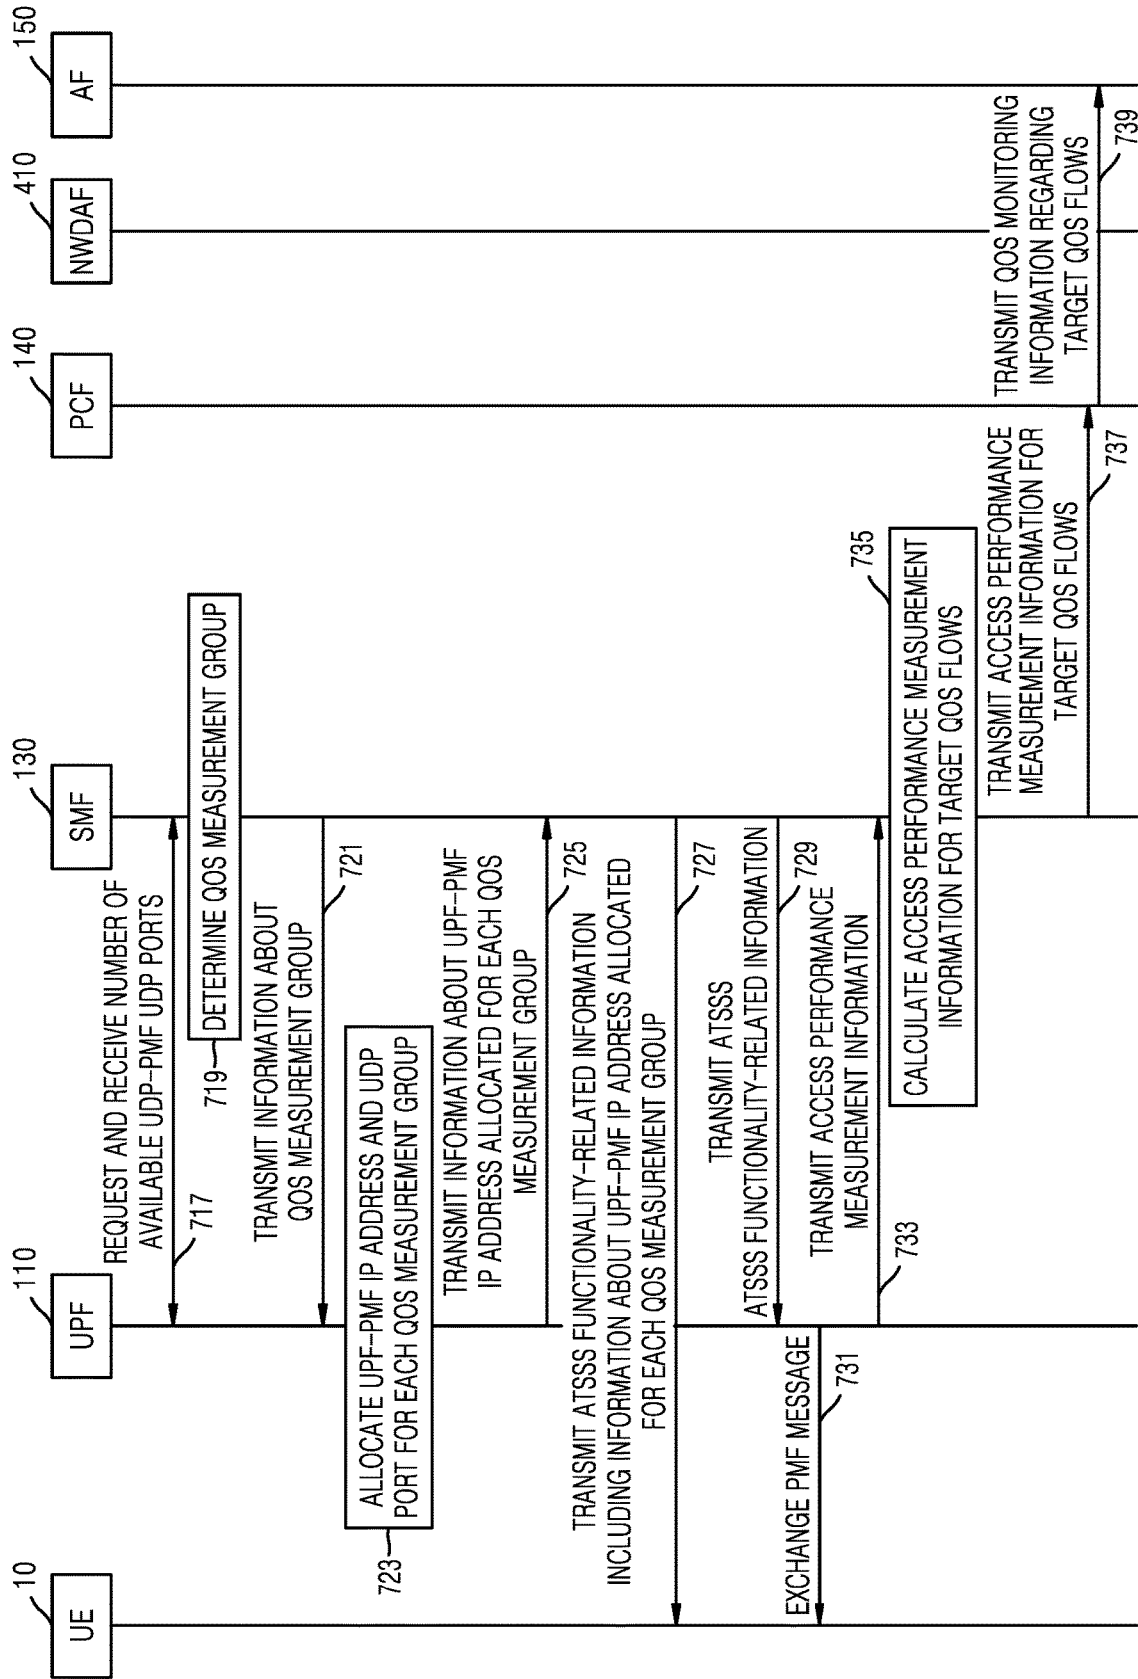 10
UE
110
UPF
130
SMF
140
PCF
410
NWDAF
150
AF
REQUEST AND RECEIVE NUMBER OF
AVAILABLE UDP-PMF UDP PORTS
717
719
DETERMINE QOS MEASUREMENT GROUP
TRANSMIT INFORMATION ABOUT
QOS MEASUREMENT GROUP
721
ALLOCATE UPF-PMF IP ADDRESS AND UDP
PORT FOR EACH QOS MEASUREMENT GROUP
723
TRANSMIT INFORMATION ABOUT UPF-PMF
IP ADDRESS ALLOCATED FOR EACH QOS
MEASUREMENT GROUP
725
TRANSMIT ATSSS FUNCTIONALITY-RELATED INFORMATION
INCLUDING INFORMATION ABOUT UPF-PMF IP ADDRESS ALLOCATED
FOR EACH QOS MEASUREMENT GROUP
727
TRANSMIT ATSSS
ATSSS FUNCTIONALITY-RELATED INFORMATION
729
EXCHANGE PMF MESSAGE
731
TRANSMIT ACCESS PERFORMANCE
MEASUREMENT INFORMATION
733
735
CALCULATE ACCESS PERFORMANCE MEASUREMENT
INFORMATION FOR TARGET QOS FLOWS
TRANSMIT ACCESS PERFORMANCE
MEASUREMENT INFORMATION FOR
TARGET QOS FLOWS
737
TRANSMIT QOS MONITORING
INFORMATION REGARDING
TARGET QOS FLOWS
739